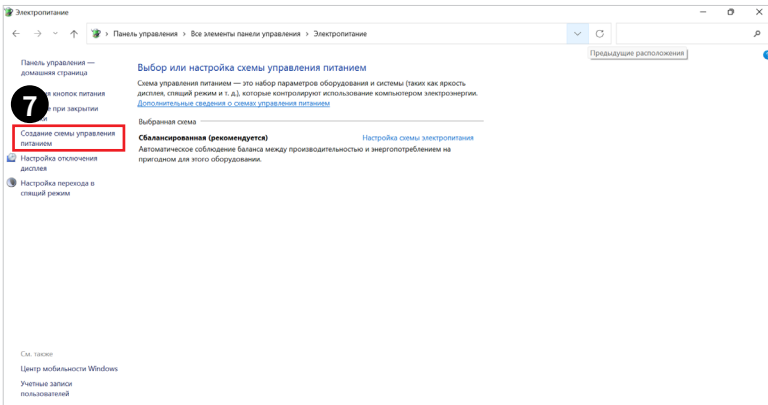 Электропитание
Панель управления › Все элементы панели управления › Электропитание
Предыдущие расположения
Панель управления —
домашняя страница
кнопок питания
при закрытии
7
Создание схемы управления
питанием
Настройка отключения
дисплея
Настройка перехода в
спящий режим
Выбор или настройка схемы управления питанием
Схема управления питанием — это набор параметров оборудования и системы (таких как яркость
дисплея, спящий режим и т. д.), которые контролируют использование компьютером электроэнергии.
Дополнительные сведения о схемах управления питанием
Выбранная схема
Сбалансированная (рекомендуется)
Настройка схемы электропитания
Автоматическое соблюдение баланса между производительностью и энергопотреблением на
пригодном для этого оборудовании.
См. также
Центр мобильности Windows
Учетные записи
пользователей